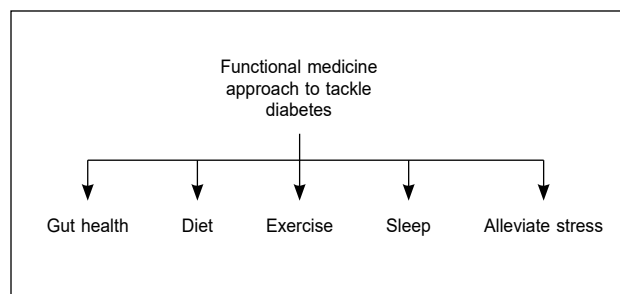 Functional medicine
approach to tackle
diabetes
Gut health
Diet
Exercise
Sleep
Alleviate stress